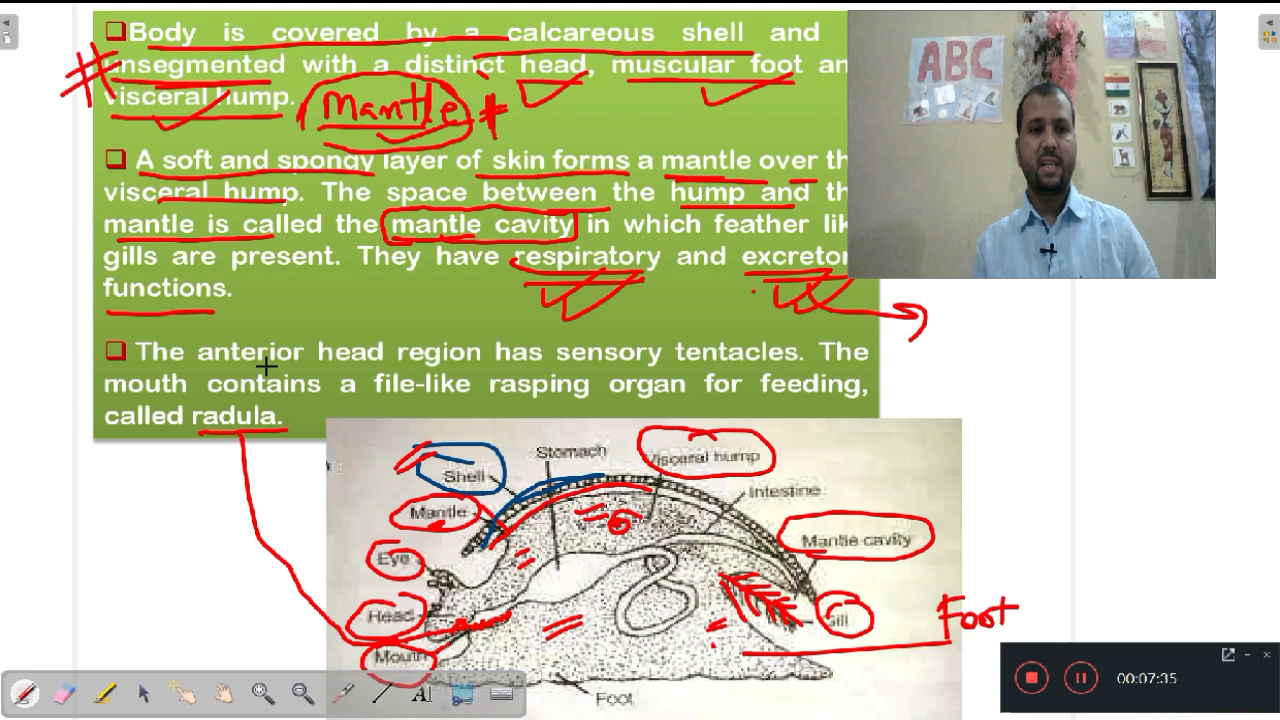 Body is covered by a calcareous shell and
unsegmented with a distinct head, muscular foot an
visceral hump.
Mantle
A soft and spongy layer of skin forms a mantle over th
visceral hump. The space between the hump and th
mantle is called the mantle cavity in which feather lik
gills are present. They have respiratory and excretor
functions.
The anterior head region has sensory tentacles. The
mouth contains a file-like rasping organ for feeding,
called radula.
ABC
Stomach
Visceral hump
Shell
Intestine
Mantle
Mantle cavity
Eye
Head
Gill
Foot
Mouth
Foot
00:07:35